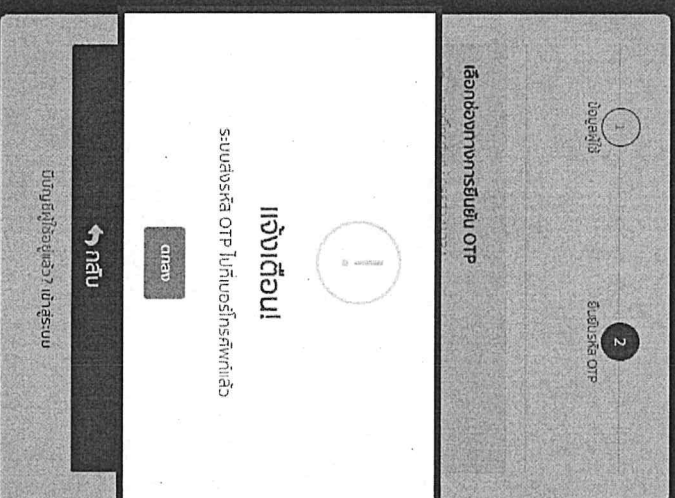 1
ข้อมูลผู้ใช้
2
ยืนยันรหัส OTP
เลือกช่องทางการยืนยัน OTP
!
แจ้งเตือน!
ระบบส่งรหัส OTP ไปที่เบอร์โทรศัพท์แล้ว
ตกลง
กลับ
มีบัญชีผู้ใช้อยู่แล้ว? เข้าสู่ระบบ